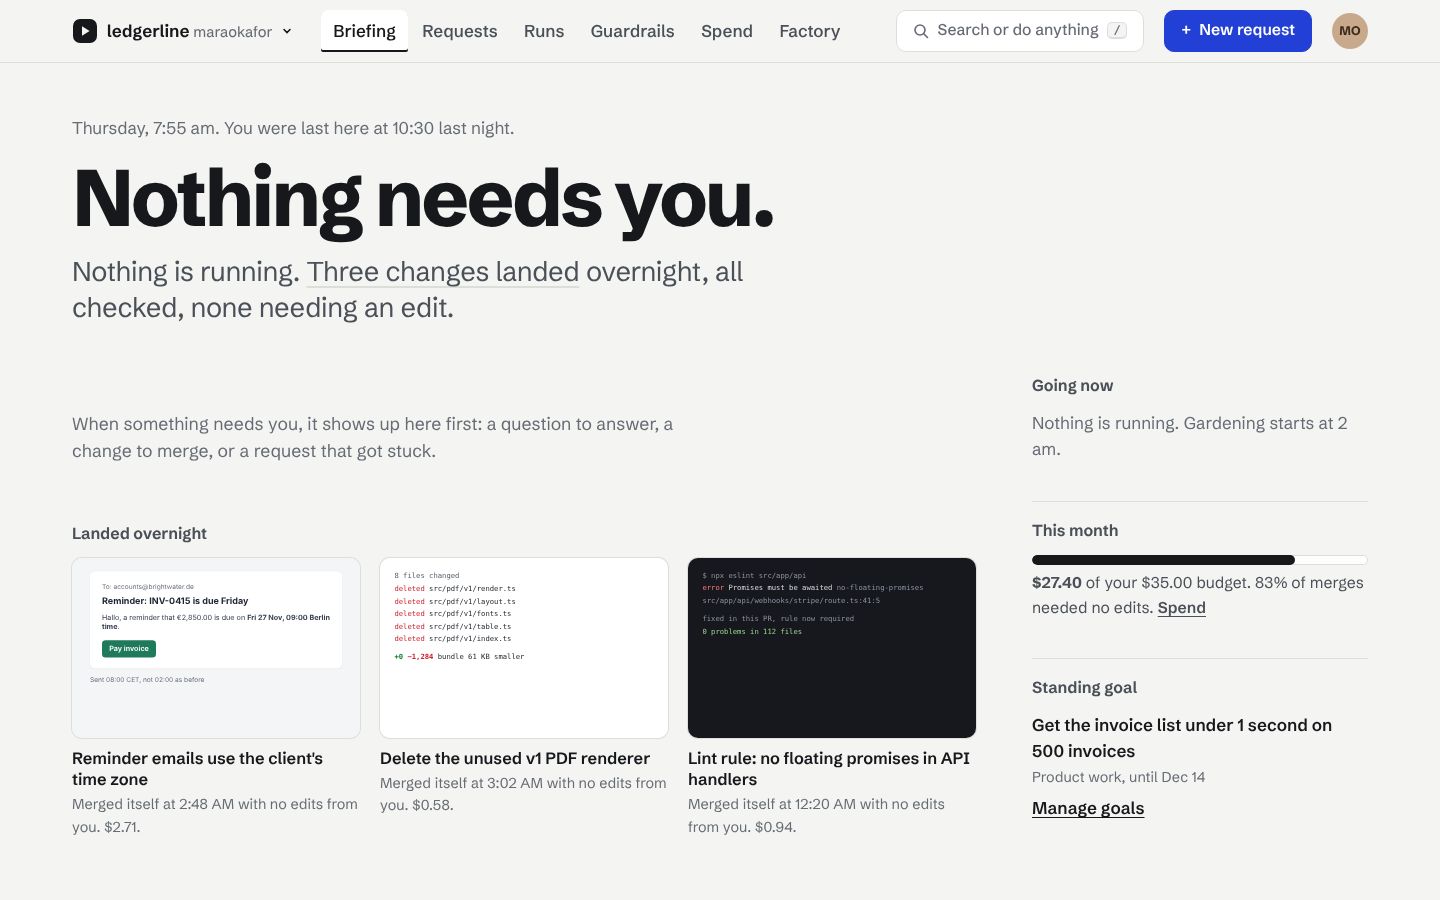 ledgerline maraokafor
Briefing
Requests
Runs
Guardrails
Spend
Factory
Search or do anything /
+ New request
MO
Thursday, 7:55 am. You were last here at 10:30 last night.
Nothing needs you.
Nothing is running. Three changes landed overnight, all
checked, none needing an edit.
When something needs you, it shows up here first: a question to answer, a
change to merge, or a request that got stuck.
Landed overnight
To: accounts@brightwater.de
Reminder: INV-0415 is due Friday
Hallo, a reminder that €2,850.00 is due on Fri 27 Nov, 09:00 Berlin
time.
Pay invoice
Sent 08:00 CET, not 02:00 as before
Reminder emails use the client's
time zone
Merged itself at 2:48 AM with no edits from
you. $2.71.
8 files changed
deleted src/pdf/v1/render.ts
deleted src/pdf/v1/layout.ts
deleted src/pdf/v1/fonts.ts
deleted src/pdf/v1/table.ts
deleted src/pdf/v1/index.ts
+0 −1,284 bundle 61 KB smaller
Delete the unused v1 PDF renderer
Merged itself at 3:02 AM with no edits from
you. $0.58.
$ npx eslint src/app/api
error Promises must be awaited no-floating-promises
src/app/api/webhooks/stripe/route.ts:41:5
fixed in this PR, rule now required
0 problems in 112 files
Lint rule: no floating promises in API
handlers
Merged itself at 12:20 AM with no edits
from you. $0.94.
Going now
Nothing is running. Gardening starts at 2
am.
This month
$27.40 of your $35.00 budget. 83% of merges
needed no edits. Spend
Standing goal
Get the invoice list under 1 second on
500 invoices
Product work, until Dec 14
Manage goals